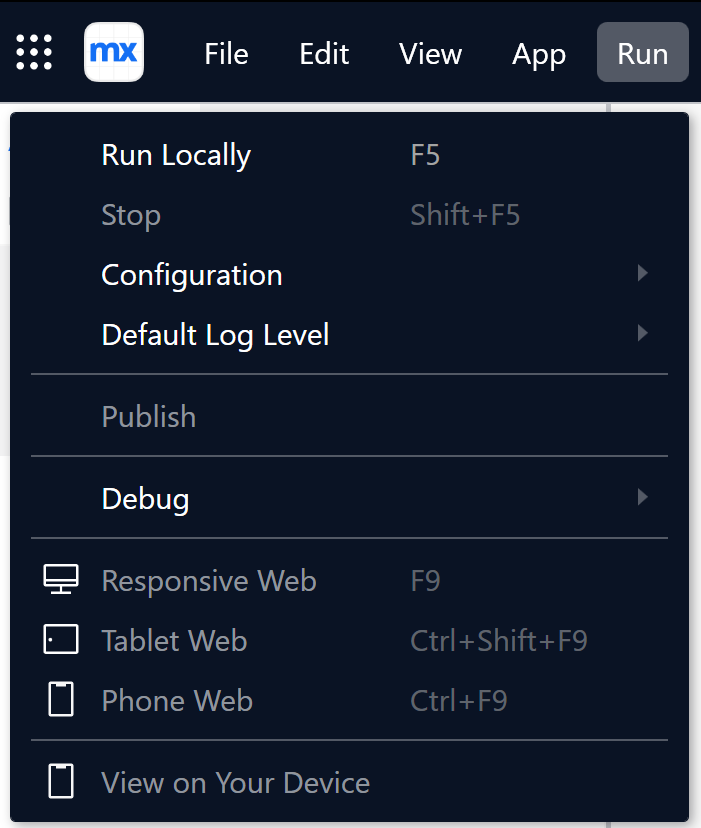 mx File Edit View App Run
Run Locally F5
Stop Shift+F5
Configuration
Default Log Level
Publish
Debug
Responsive Web F9
Tablet Web Ctrl+Shift+F9
Phone Web Ctrl+F9
View on Your Device